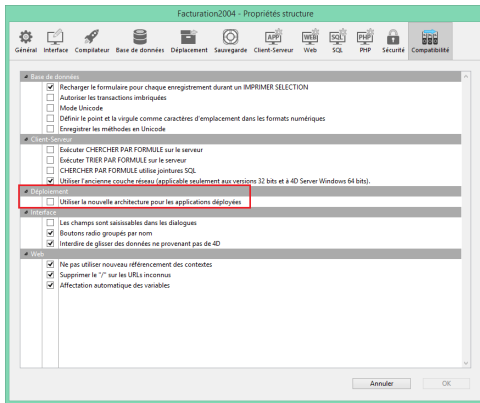 Facturation2004 - Propriétés structure
Général Interface Compilateur Base de données Déplacement Sauvegarde Client-Serveur Web SQL PHP Sécurité Compatibilité
APP WEB SQL PHP
Base de données
Recharger le formulaire pour chaque enregistrement durant un IMPRIMER SELECTION
Autoriser les transactions imbriquées
Mode Unicode
Définir le point et la virgule comme caractères d'emplacement dans les formats numériques
Enregistrer les méthodes en Unicode
Client-Serveur
Exécuter CHERCHER PAR FORMULE sur le serveur
Exécuter TRIER PAR FORMULE sur le serveur
CHERCHER PAR FORMULE utilise jointures SQL
Utiliser l'ancienne couche réseau (applicable seulement aux versions 32 bits et à 4D Server Windows 64 bits).
Déploiement
Utiliser la nouvelle architecture pour les applications déployées
Interface
Les champs sont saisissables dans les dialogues
Boutons radio groupés par nom
Interdire de glisser des données ne provenant pas de 4D
Web
Ne pas utiliser nouveau référencement des contextes
Supprimer le "/" sur les URLs inconnus
Affectation automatique des variables
Annuler OK